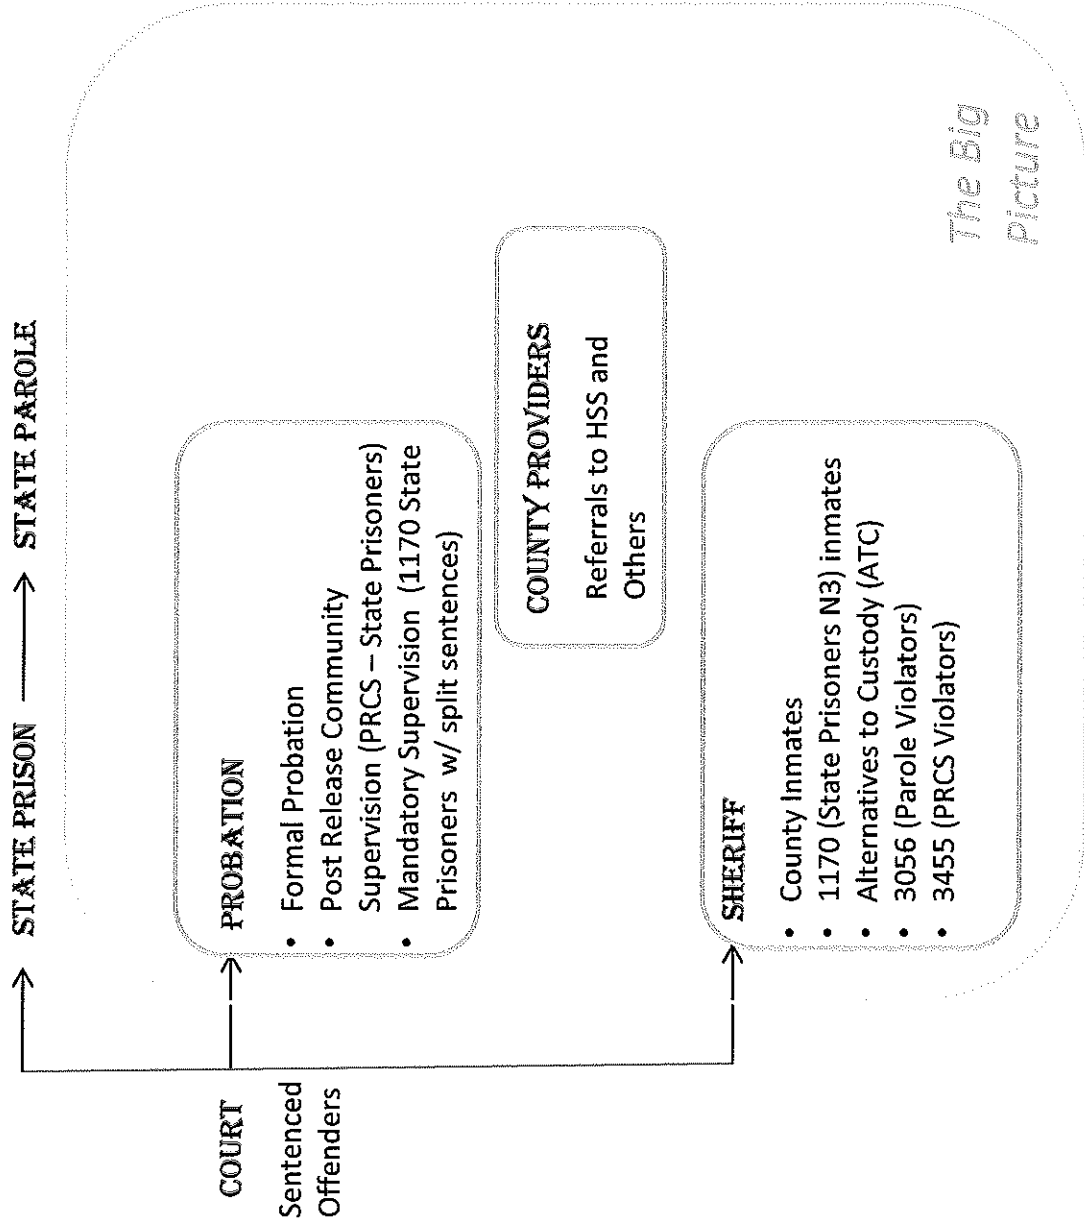 STATE PRISON
STATE PAROLE
COURT
Sentenced
Offenders
PROBATION
• Formal Probation
• Post Release Community
Supervision (PRCS – State Prisoners)
• Mandatory Supervision (1170 State
Prisoners w/ split sentences)
COUNTY PROVIDERS
Referrals to HSS and
Others
SHERIFF
• County Inmates
• 1170 (State Prisoners N3) inmates
• Alternatives to Custody (ATC)
• 3056 (Parole Violators)
• 3455 (PRCS Violators)
The Big
Picture